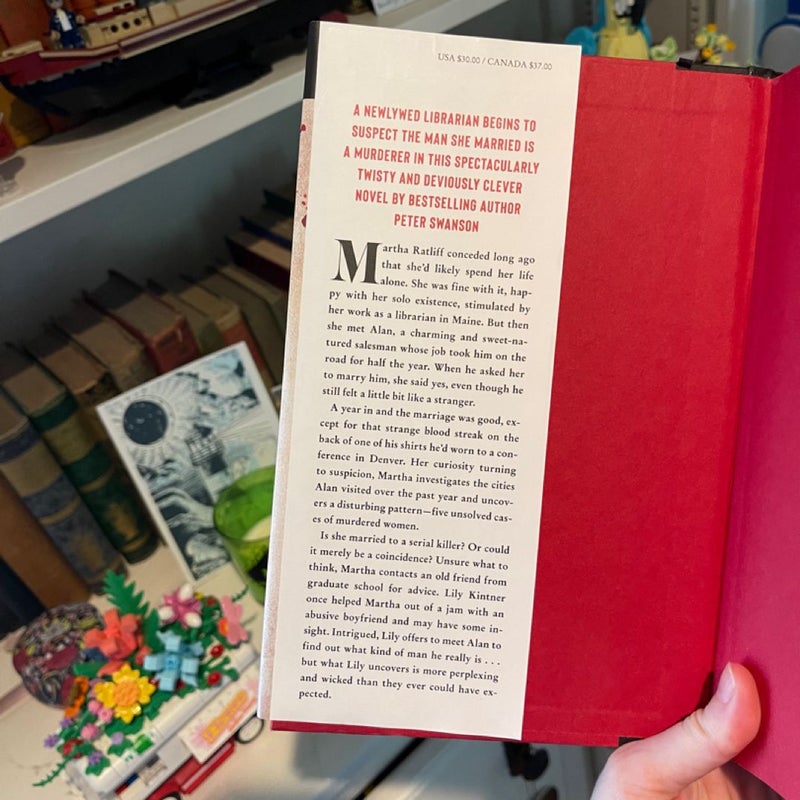 USA $30.00 / CANADA $37.00
A NEWLYWED LIBRARIAN BEGINS TO
SUSPECT THE MAN SHE MARRIED IS
A MURDERER IN THIS SPECTACULARLY
TWISTY AND DEVIOUSLY CLEVER
NOVEL BY BESTSELLING AUTHOR
PETER SWANSON
Martha Ratliff conceded long ago
that she'd likely spend her life
alone. She was fine with it, hap-
py with her solo existence, stimulated by
her work as a librarian in Maine. But then
she met Alan, a charming and sweet-na-
tured salesman whose job took him on the
road for half the year. When he asked her
to marry him, she said yes, even though he
still felt a little bit like a stranger.
A year in and the marriage was good, ex-
cept for that strange blood streak on the
back of one of his shirts he'd worn to a con-
ference in Denver. Her curiosity turning
to suspicion, Martha investigates the cities
Alan visited over the past year and uncov-
ers a disturbing pattern—five unsolved cas-
es of murdered women.
Is she married to a serial killer? Or could
it merely be a coincidence? Unsure what to
think, Martha contacts an old friend from
graduate school for advice. Lily Kintner
once helped Martha out of a jam with an
abusive boyfriend and may have some in-
sight. Intrigued, Lily offers to meet Alan to
find out what kind of man he really is . . .
but what Lily uncovers is more perplexing
and wicked than they ever could have ex-
pected.